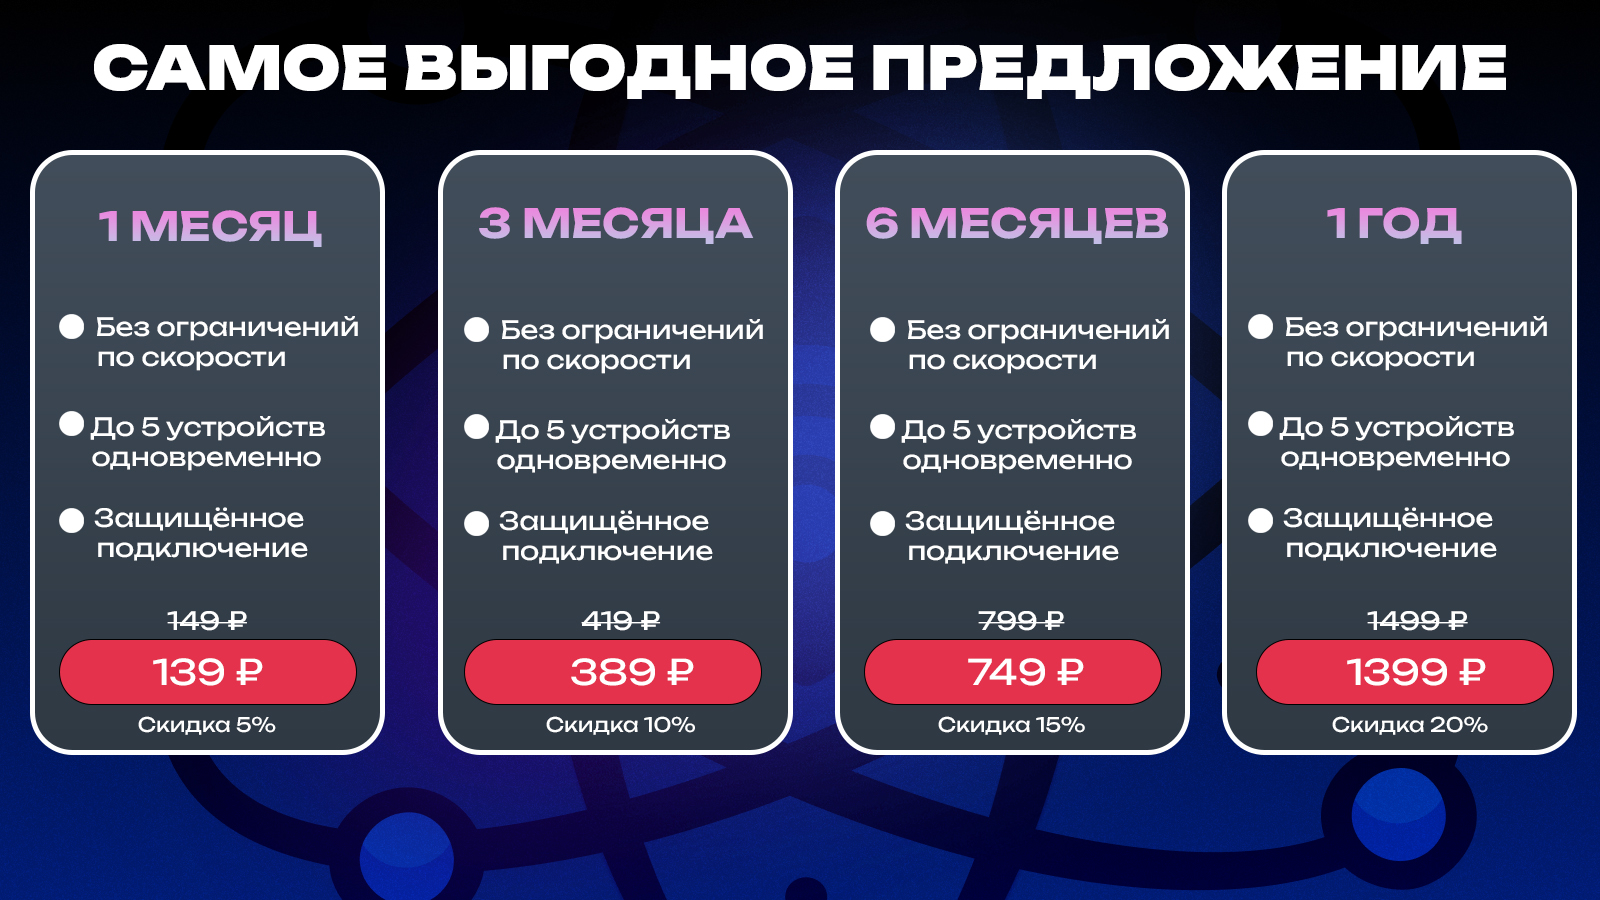 САМОЕ ВЫГОДНОЕ ПРЕДЛОЖЕНИЕ
1 МЕСЯЦ
Без ограничений
по скорости
До 5 устройств
одновременно
Защищённое
подключение
149 ₽
139 ₽
Скидка 5%
3 МЕСЯЦА
Без ограничений
по скорости
До 5 устройств
одновременно
Защищённое
подключение
419 ₽
389 ₽
Скидка 10%
6 МЕСЯЦЕВ
Без ограничений
по скорости
До 5 устройств
одновременно
Защищённое
подключение
799 ₽
749 ₽
Скидка 15%
1 ГОД
Без ограничений
по скорости
До 5 устройств
одновременно
Защищённое
подключение
1499 ₽
1399 ₽
Скидка 20%